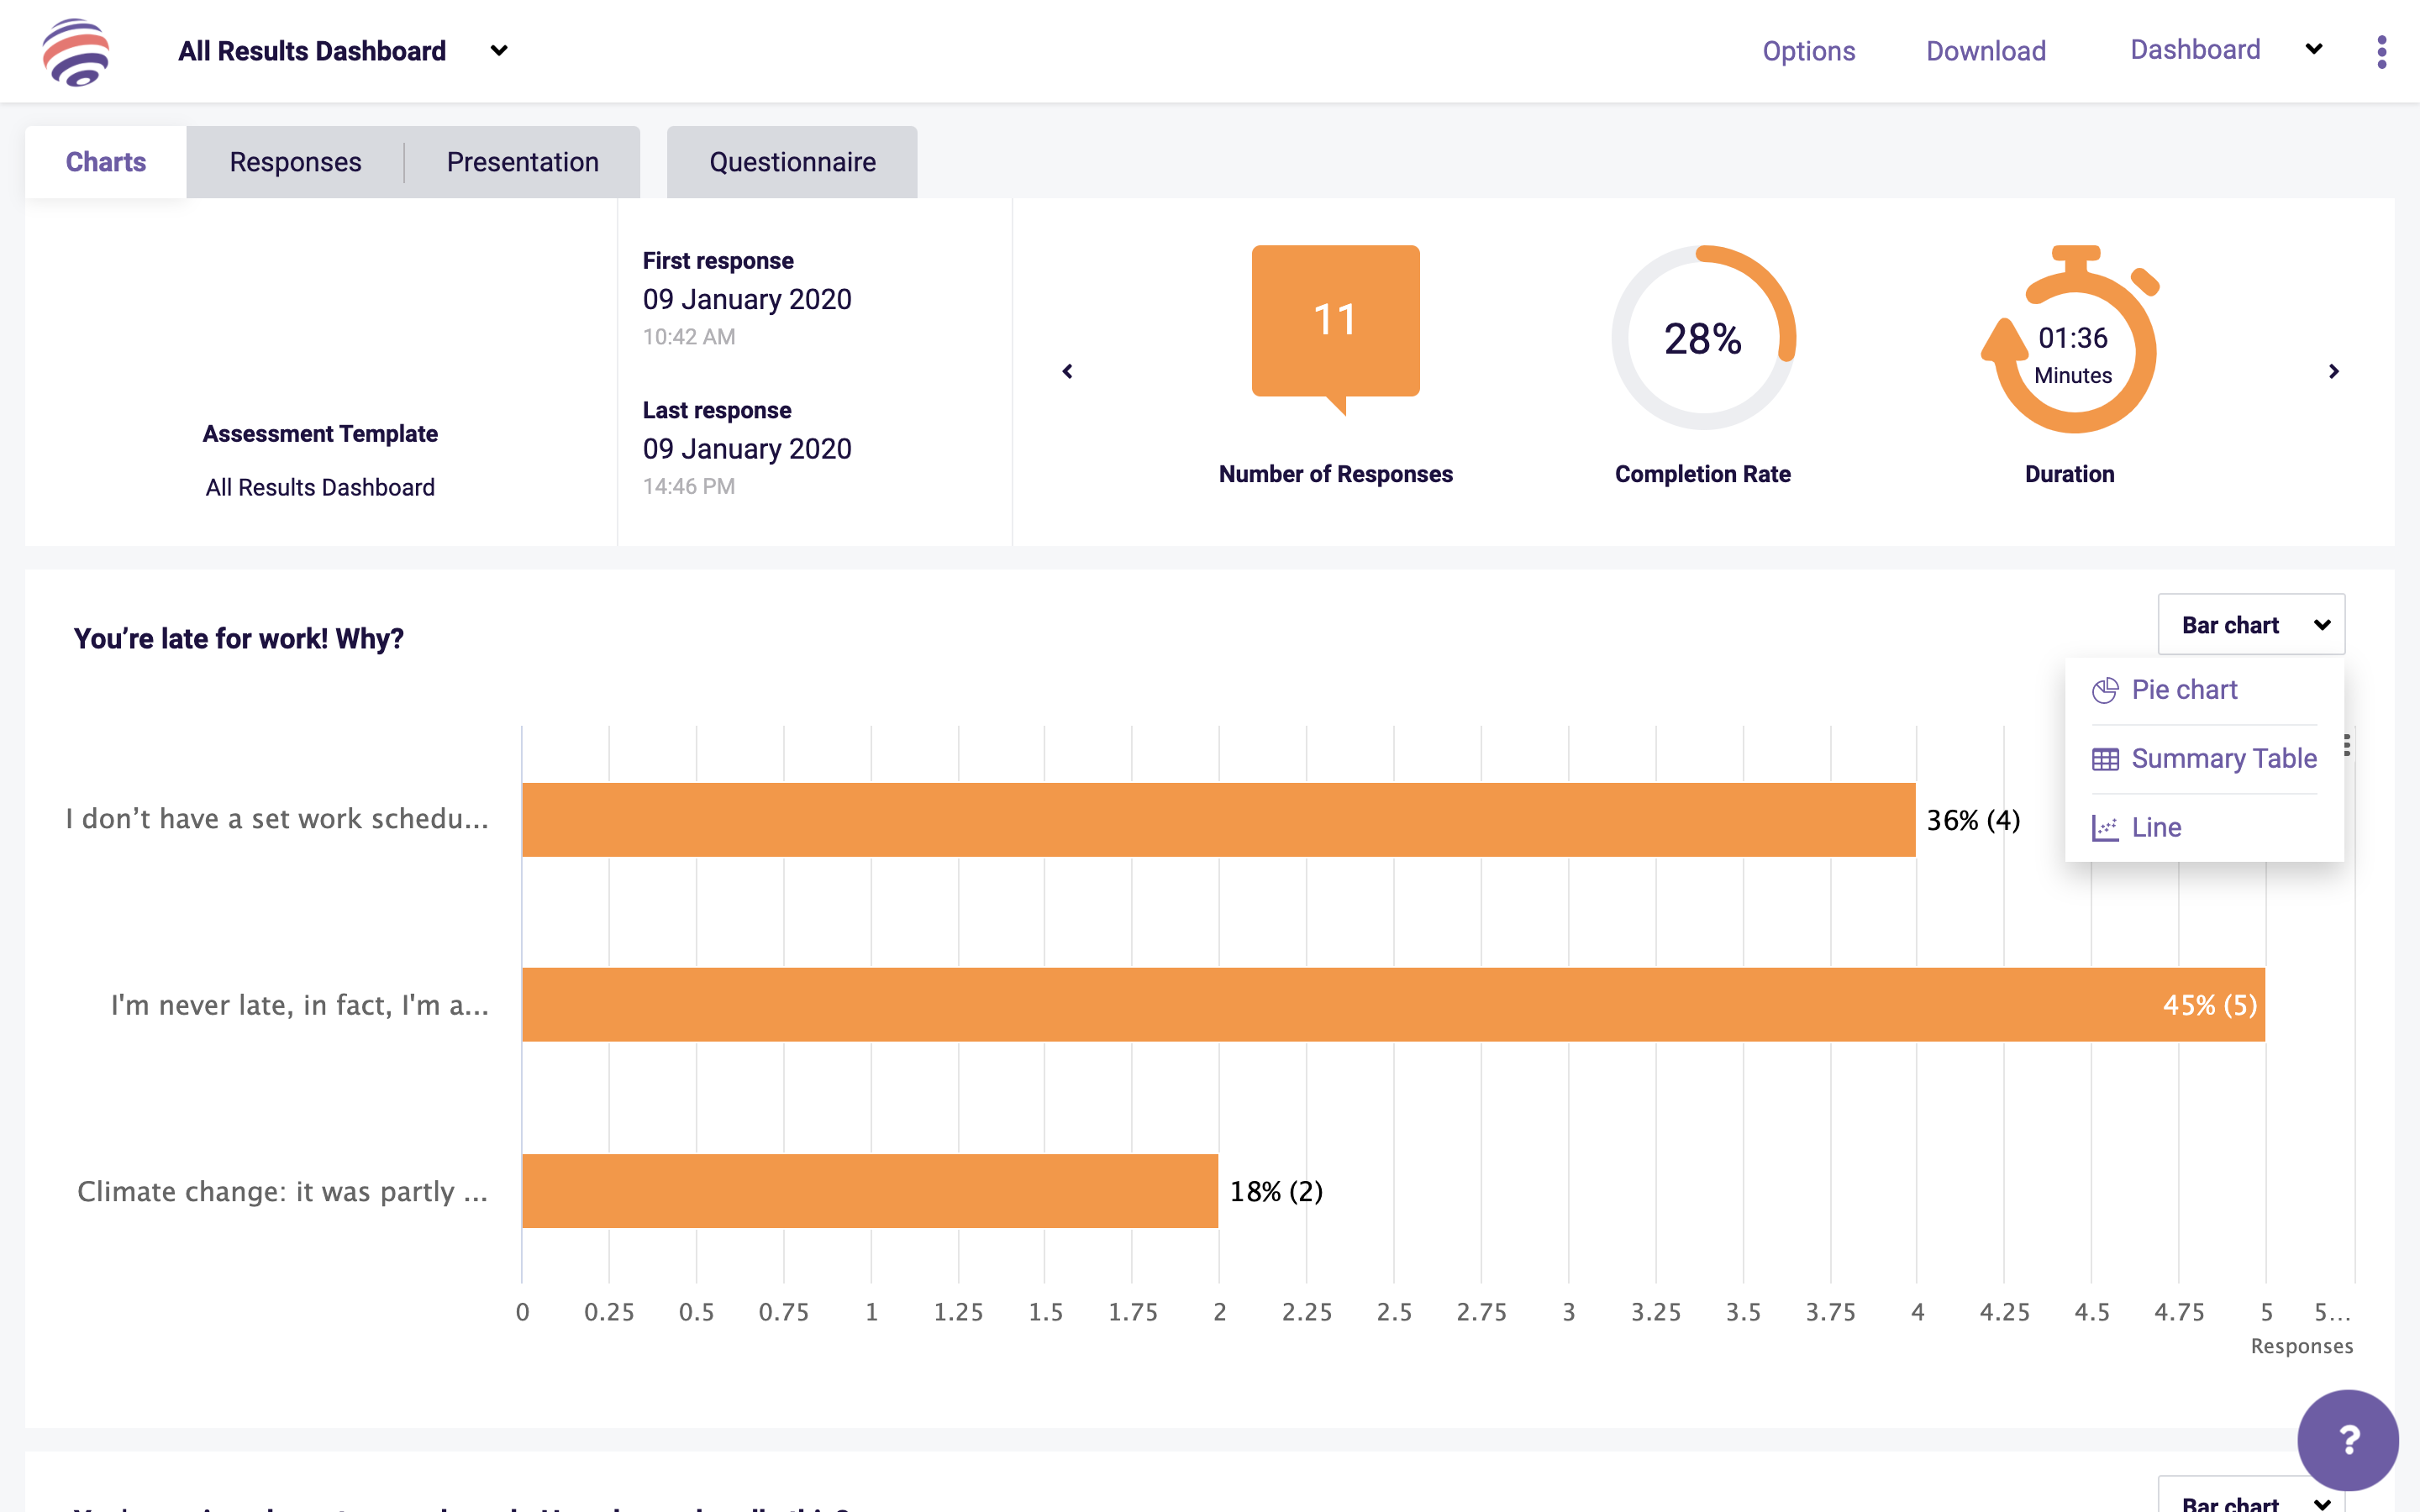 All Results Dashboard
Options
Download
Dashboard
Charts
Responses
Presentation
Questionnaire
Assessment Template
All Results Dashboard
First response
09 January 2020
10:42 AM
Last response
09 January 2020
14:46 PM
11
Number of Responses
28%
Completion Rate
01:36
Minutes
Duration
You’re late for work! Why?
Bar chart
Pie chart
Summary Table
Line
I don’t have a set work schedu...
36% (4)
I'm never late, in fact, I'm a...
45% (5)
Climate change: it was partly ...
18% (2)
0 0.25 0.5 0.75 1 1.25 1.5 1.75 2 2.25 2.5 2.75 3 3.25 3.5 3.75 4 4.25 4.5 4.75 5 5...
Responses
?
Bar chart